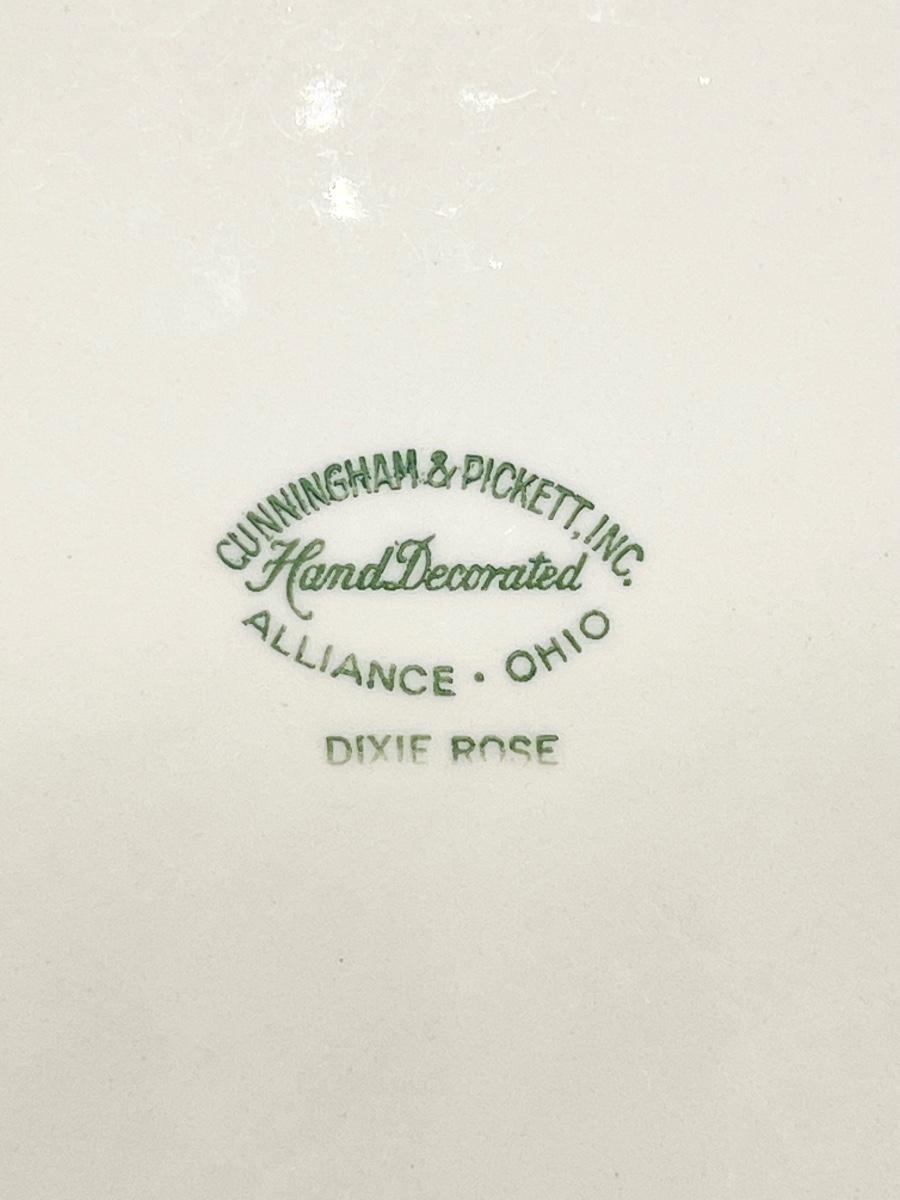 CUNNINGHAM & PICKETT, INC.
Hand Decorated
ALLIANCE · OHIO
DIXIE ROSE